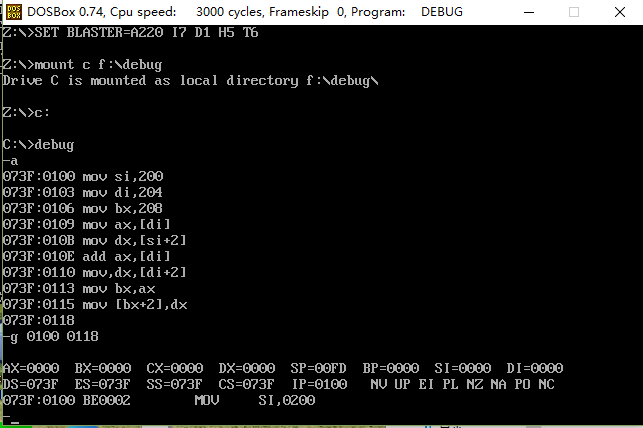 DOSBox 0.74, Cpu speed: 3000 cycles, Frameskip 0, Program: DEBUG
Z:\>SET BLASTER=A220 I7 D1 H5 T6
Z:\>mount c f:\debug
Drive C is mounted as local directory f:\debug\
Z:\>c:
C:\>debug
-a
073F:0100 mov si,200
073F:0103 mov di,204
073F:0106 mov bx,208
073F:0109 mov ax,[di]
073F:010B mov dx,[si+2]
073F:010E add ax,[di]
073F:0110 mov,dx,[di+2]
073F:0113 mov bx,ax
073F:0115 mov [bx+2],dx
073F:0118
-g 0100 0118
AX=0000 BX=0000 CX=0000 DX=0000 SP=00FD BP=0000 SI=0000 DI=0000
DS=073F ES=073F SS=073F CS=073F IP=0100 NV UP EI PL NZ NA PO NC
073F:0100 BE0002 MOV SI,0200
-